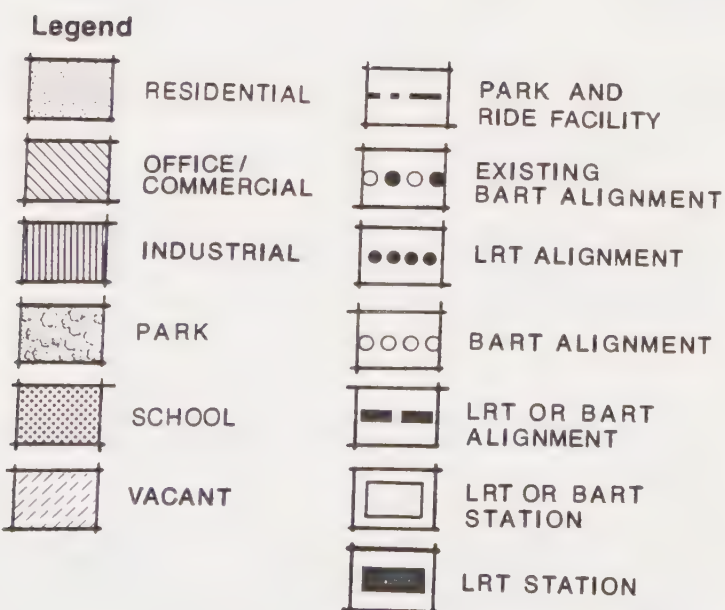 Legend
RESIDENTIAL
OFFICE/
COMMERCIAL
INDUSTRIAL
PARK
SCHOOL
VACANT
PARK AND
RIDE FACILITY
EXISTING
BART ALIGNMENT
LRT ALIGNMENT
BART ALIGNMENT
LRT OR BART
ALIGNMENT
LRT OR BART
STATION
LRT STATION